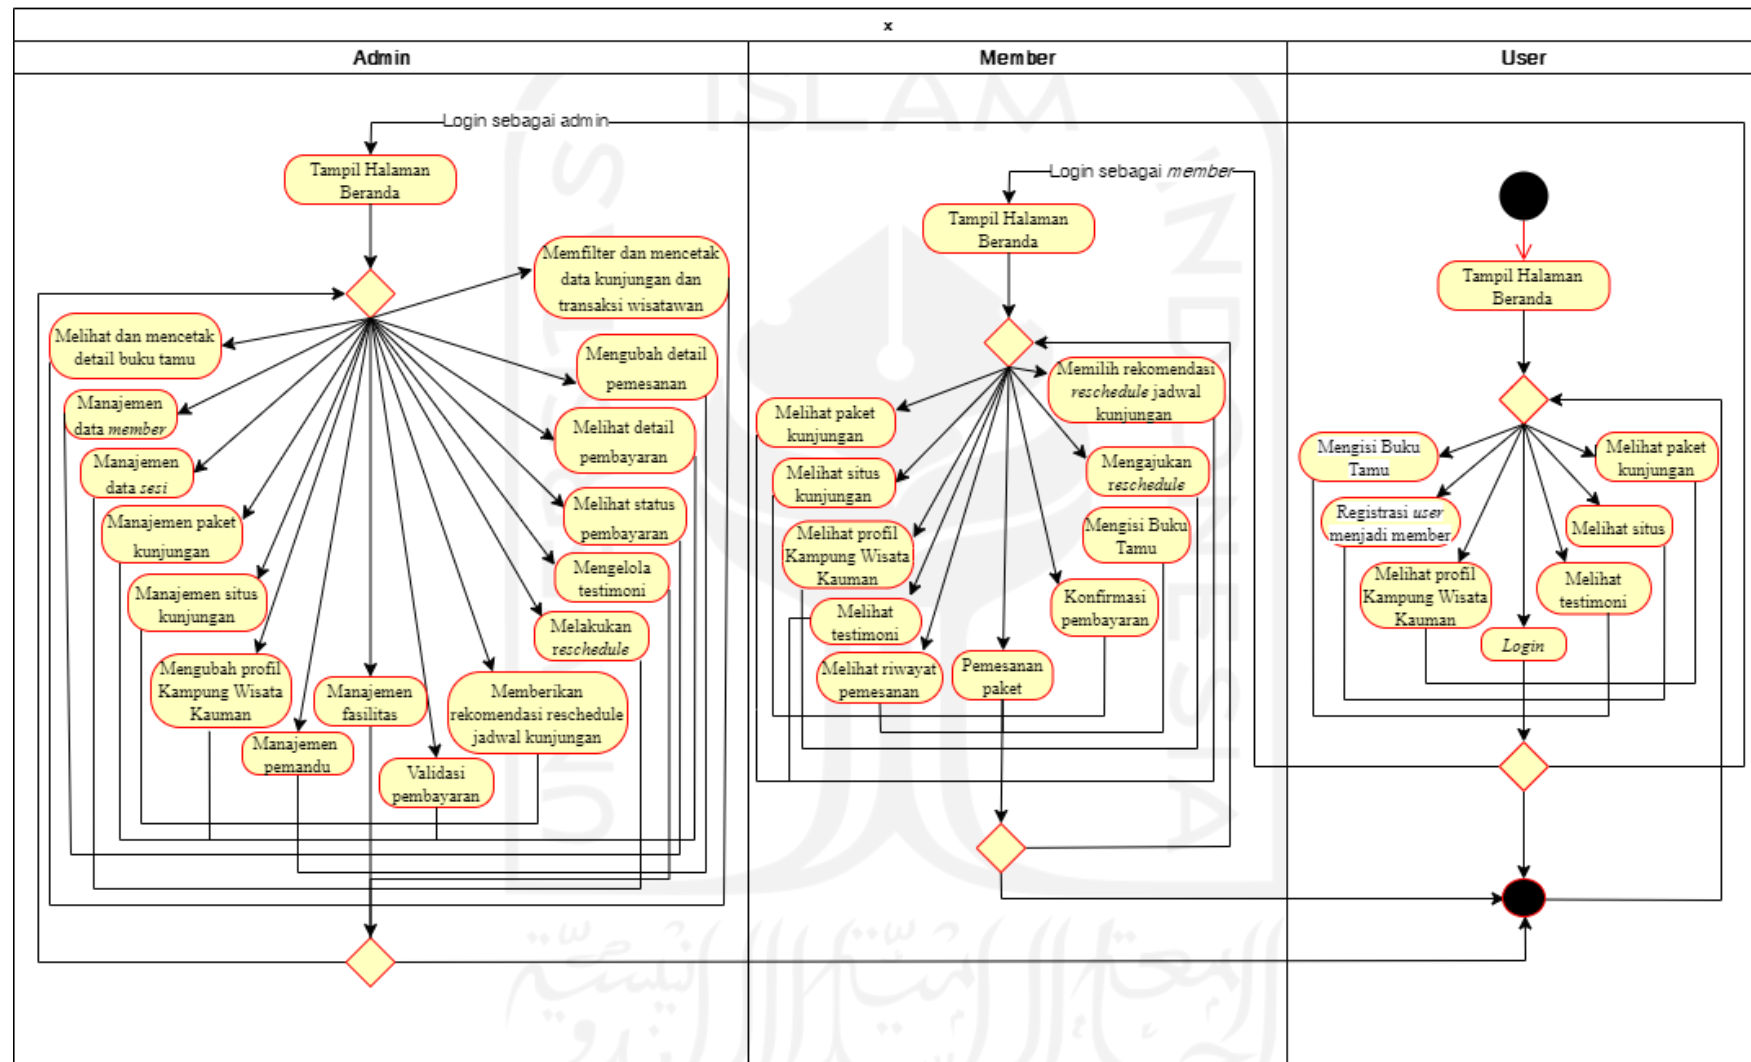 x
Admin
Member
User
Login sebagai admin
Tampil Halaman
Beranda
Memfilter dan mencetak
data kunjungan dan
transaksi wisatawan
Melihat dan mencetak
detail buku tamu
Mengubah detail
pemesanan
Manajemen
data member
Melihat detail
pembayaran
Manajemen
data sesi
Melihat status
pembayaran
Manajemen paket
kunjungan
Mengelola
testimoni
Manajemen situs
kunjungan
Melakukan
reschedule
Mengubah profil
Kampung Wisata
Kauman
Manajemen
fasilitas
Memberikan
rekomendasi reschedule
jadwal kunjungan
Manajemen
pemandu
Validasi
pembayaran
Login sebagai member
Tampil Halaman
Beranda
Memilih rekomendasi
reschedule jadwal
kunjungan
Melihat paket
kunjungan
Mengajukan
reschedule
Melihat situs
kunjungan
Mengisi Buku
Tamu
Melihat profil
Kampung Wisata
Kauman
Konfirmasi
pembayaran
Melihat
testimoni
Melihat riwayat
pemesanan
Pemesanan
paket
Tampil Halaman
Beranda
Mengisi Buku
Tamu
Melihat paket
kunjungan
Registrasi user
menjadi member
Melihat situs
Melihat profil
Kampung Wisata
Kauman
Melihat
testimoni
Login
ISLAM
INDONESIA